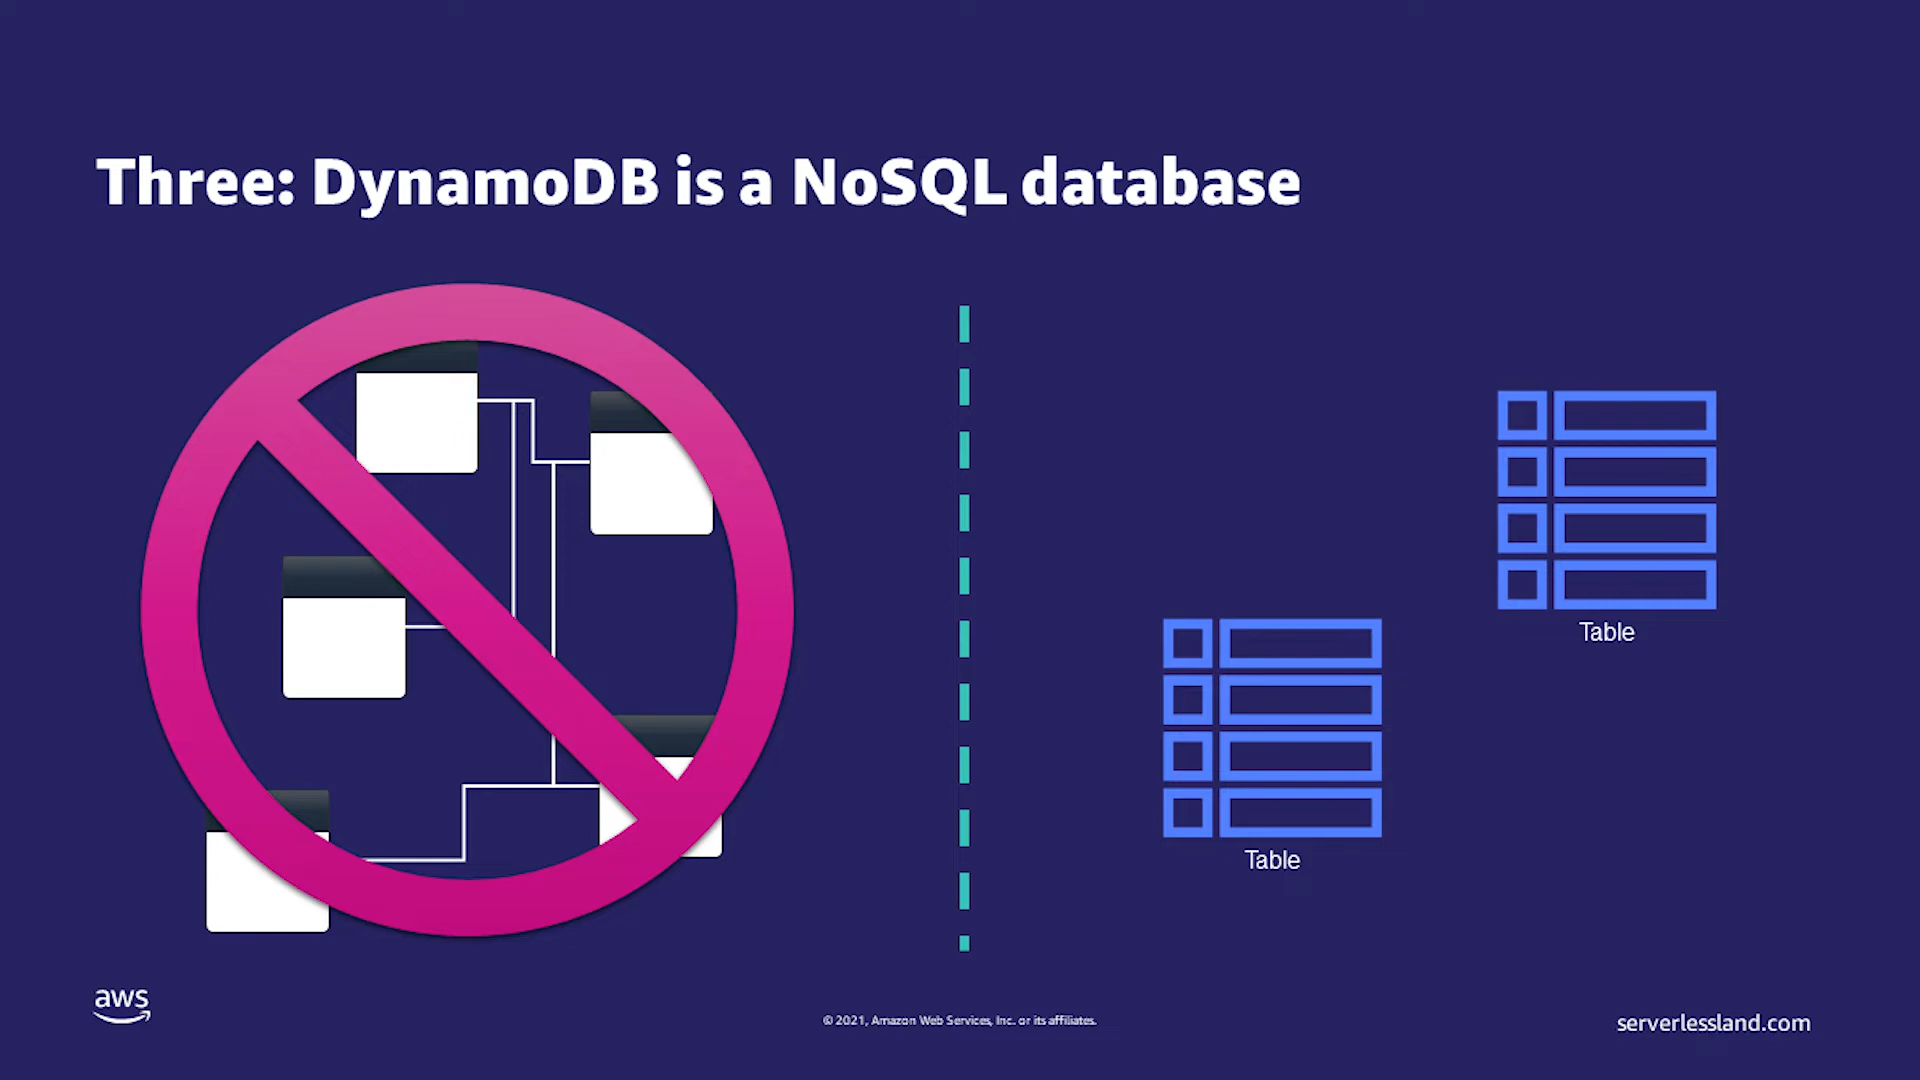 Three: DynamoDB is a NoSQL database
Table
Table
aws
© 2021, Amazon Web Services, Inc. or its affiliates.
serverlessland.com